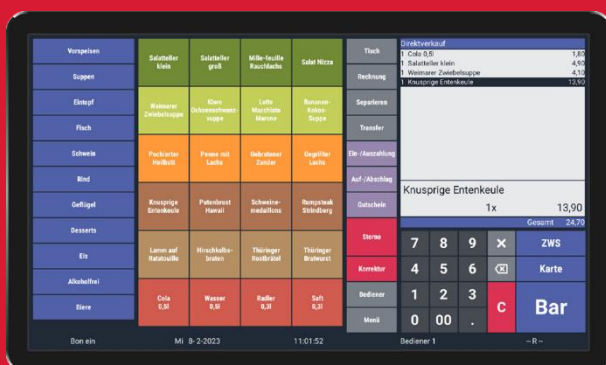 Vorspeisen
Suppen
Eintopf
Fisch
Schwein
Rind
Geflügel
Desserts
Eis
Alkoholfrei
Biere
Salatteller
klein
Salatteller
groß
Mille-feuille
Rauchlachs
Salat Nizza
Weimarer
Zwiebelsuppe
Klare
Ochsenschwanz-
suppe
Latte
Macchiato
Marone
Bananen-
Kokos-
Suppe
Pochierter
Heilbutt
Penne mit
Lachs
Gebratener
Zander
Gegrillter
Lachs
Knusprige
Entenkeule
Putenbrust
Hawaii
Schweine-
medaillons
Rumpsteak
Strindberg
Lamm auf
Ratatouille
Hirschkalbs-
braten
Thüringer
Rostbrätel
Thüringer
Bratwurst
Cola
0,5l
Wasser
0,5l
Radler
0,3l
Saft
0,3l
Tisch
Rechnung
Separieren
Transfer
Ein-/Auszahlung
Auf-/Abschlag
Gutschein
Storno
Korrektur
Bediener
Menü
Direktverkauf
1 Cola 0,5l 1,80
1 Salatteller klein 4,90
1 Weimarer Zwiebelsuppe 4,10
1 Knusprige Entenkeule 13,90
Knusprige Entenkeule
1x 13,90
Gesamt 24,70
7 8 9 × ZWS
4 5 6 Karte
1 2 3 C Bar
0 00 .
Bon ein Mi 8- 2-2023 11:01:52 Bediener 1 ~R~